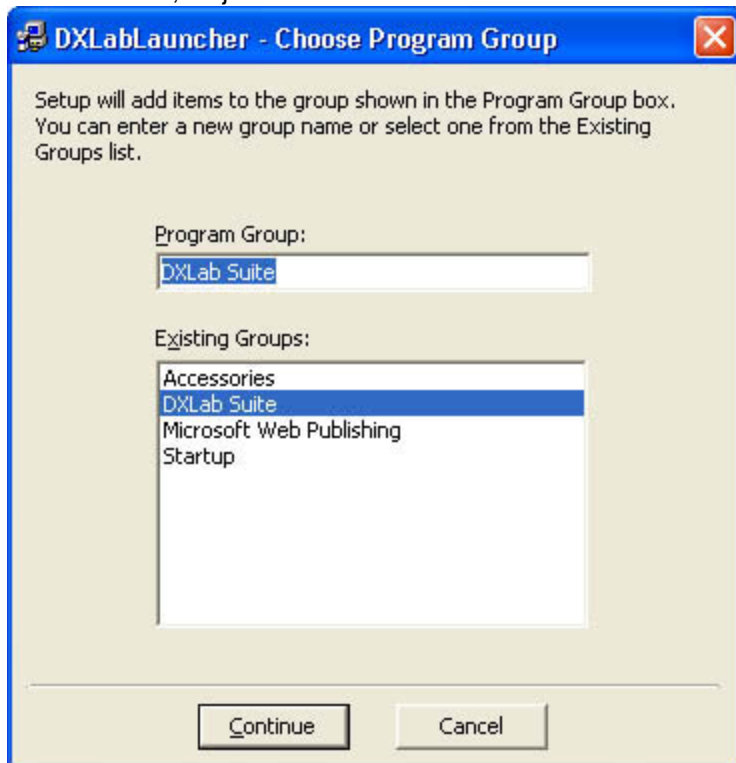 DXLabLauncher - Choose Program Group
Setup will add items to the group shown in the Program Group box.
You can enter a new group name or select one from the Existing
Groups list.
Program Group:
DXLab Suite
Existing Groups:
Accessories
DXLab Suite
Microsoft Web Publishing
Startup
Continue
Cancel